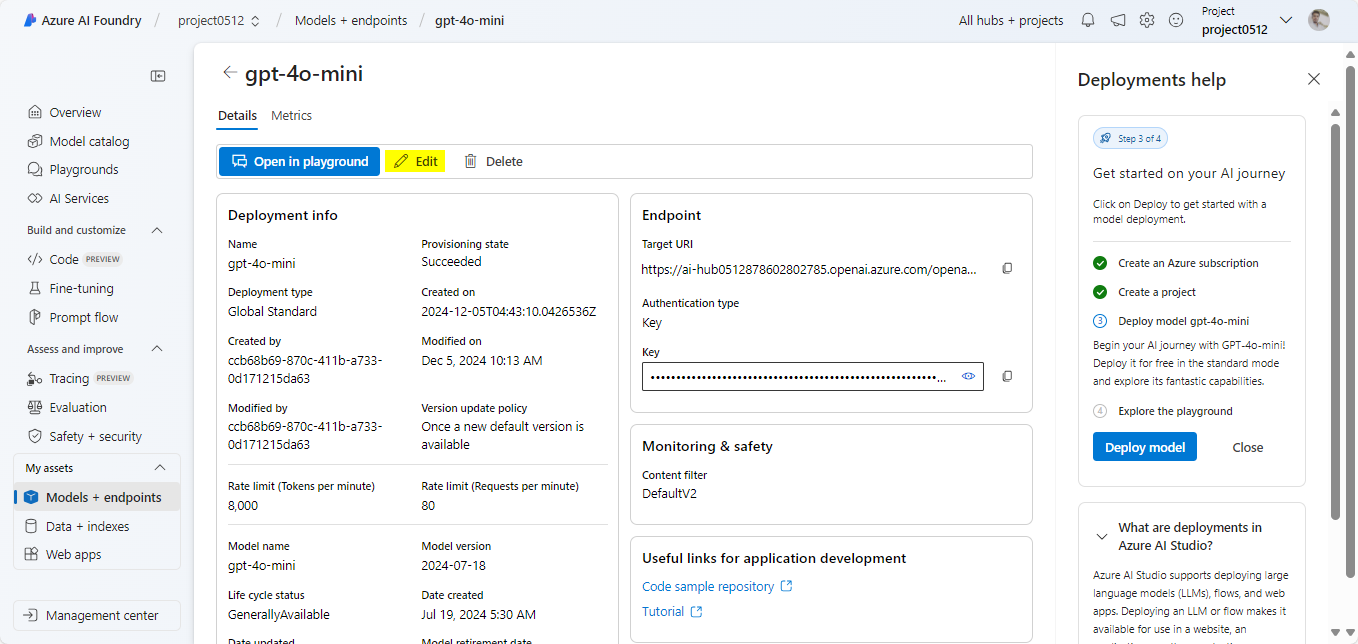 Azure AI Foundry / project0512 / Models + endpoints / gpt-4o-mini
All hubs + projects
Project
project0512
Overview
Model catalog
Playgrounds
AI Services
Build and customize
Code PREVIEW
Fine-tuning
Prompt flow
Assess and improve
Tracing PREVIEW
Evaluation
Safety + security
My assets
Models + endpoints
Data + indexes
Web apps
Management center
gpt-4o-mini
Details Metrics
Open in playground Edit Delete
Deployment info
Name
gpt-4o-mini
Provisioning state
Succeeded
Deployment type
Global Standard
Created on
2024-12-05T04:43:10.0426536Z
Created by
ccb68b69-870c-411b-a733-
0d171215da63
Modified on
Dec 5, 2024 10:13 AM
Modified by
ccb68b69-870c-411b-a733-
0d171215da63
Version update policy
Once a new default version is
available
Rate limit (Tokens per minute)
8,000
Rate limit (Requests per minute)
80
Model name
gpt-4o-mini
Model version
2024-07-18
Life cycle status
GenerallyAvailable
Date created
Jul 19, 2024 5:30 AM
Date updated
Model retirement date
Endpoint
Target URI
https://ai-hub0512878602802785.openai.azure.com/opena...
Authentication type
Key
Key
Monitoring & safety
Content filter
DefaultV2
Useful links for application development
Code sample repository
Tutorial
Deployments help
Step 3 of 4
Get started on your AI journey
Click on Deploy to get started with a
model deployment.
Create an Azure subscription
Create a project
3 Deploy model gpt-4o-mini
Begin your AI journey with GPT-4o-mini!
Deploy it for free in the standard mode
and explore its fantastic capabilities.
4 Explore the playground
Deploy model Close
What are deployments in
Azure AI Studio?
Azure AI Studio supports deploying large
language models (LLMs), flows, and web
apps. Deploying an LLM or flow makes it
available for use in a website, an